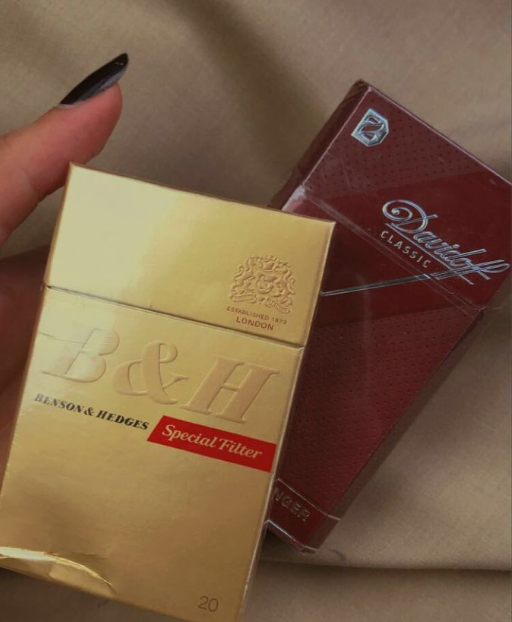 ESTABLISHED 1873
LONDON
B&H
BENSON & HEDGES
Special Filter
20
Davidoff
CLASSIC